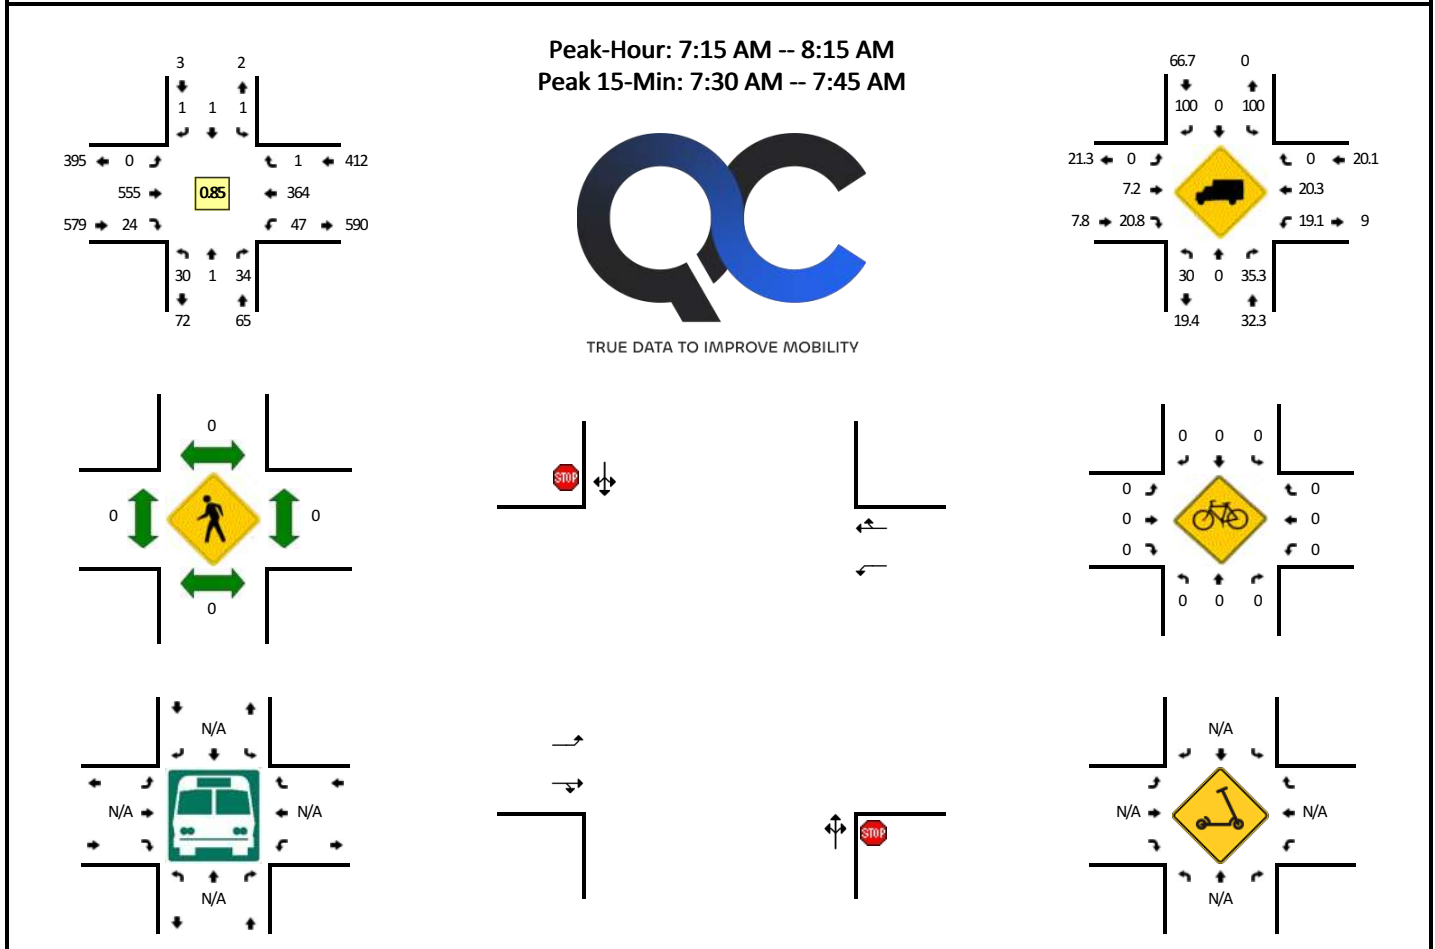 Peak-Hour: 7:15 AM -- 8:15 AM
Peak 15-Min: 7:30 AM -- 7:45 AM
3 2
1 1 1
395 0 1 412
555 0.85 364
579 24 47 590
30 1 34
72 65
TRUE DATA TO IMPROVE MOBILITY
66.7 0
100 0 100
21.3 0 0 20.1
7.2 20.3
7.8 20.8 19.1 9
30 0 35.3
19.4 32.3
0
0 0
0
STOP
STOP
0 0 0
0 0
0 0
0 0
0 0 0
N/A
N/A N/A
N/A
N/A
N/A N/A
N/A